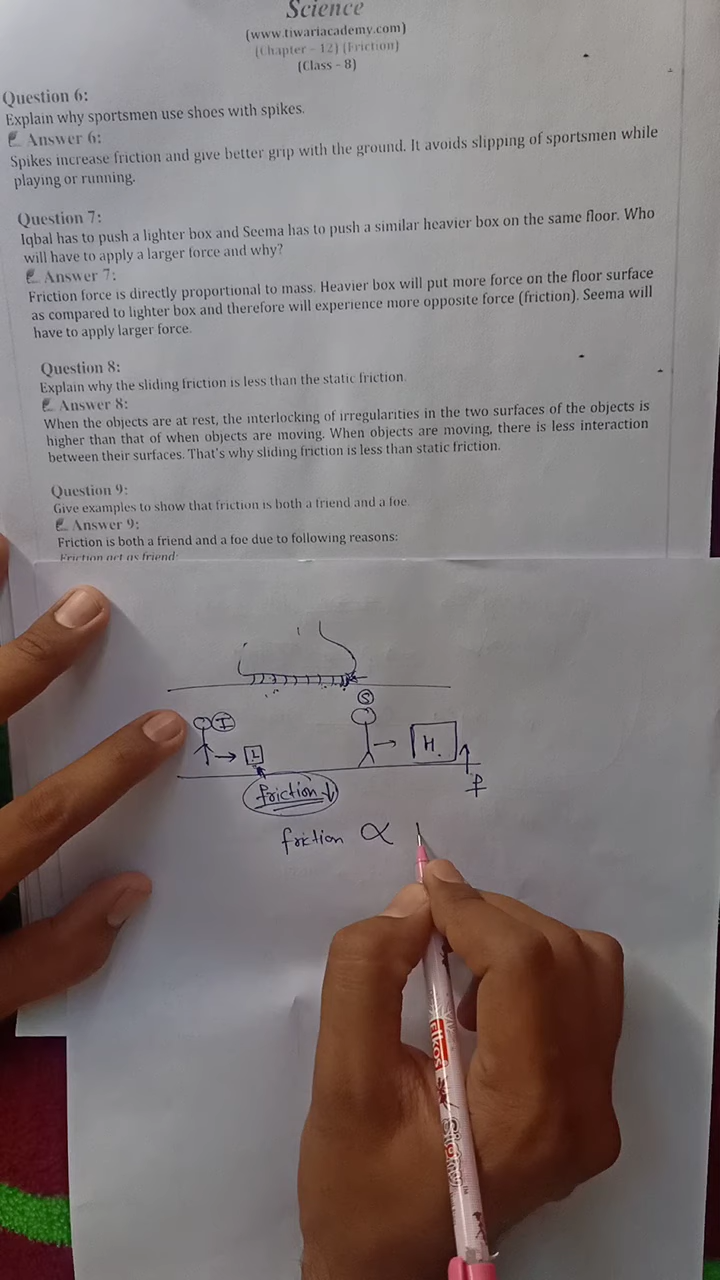 Science
(www.tiwariacademy.com)
(Chapter – 12) (Friction)
(Class – 8)
Question 6:
Explain why sportsmen use shoes with spikes.
Answer 6:
Spikes increase friction and give better grip with the ground. It avoids slipping of sportsmen while
playing or running.
Question 7:
Iqbal has to push a lighter box and Seema has to push a similar heavier box on the same floor. Who
will have to apply a larger force and why?
Answer 7:
Friction force is directly proportional to mass. Heavier box will put more force on the floor surface
as compared to lighter box and therefore will experience more opposite force (friction). Seema will
have to apply larger force.
Question 8:
Explain why the sliding friction is less than the static friction.
Answer 8:
When the objects are at rest, the interlocking of irregularities in the two surfaces of the objects is
higher than that of when objects are moving. When objects are moving, there is less interaction
between their surfaces. That's why sliding friction is less than static friction.
Question 9:
Give examples to show that friction is both a friend and a foe.
Answer 9:
Friction is both a friend and a foe due to following reasons:
Friction act as friend:
S
I → L → H. ↑
friction ↓
friction ∝
Elkos